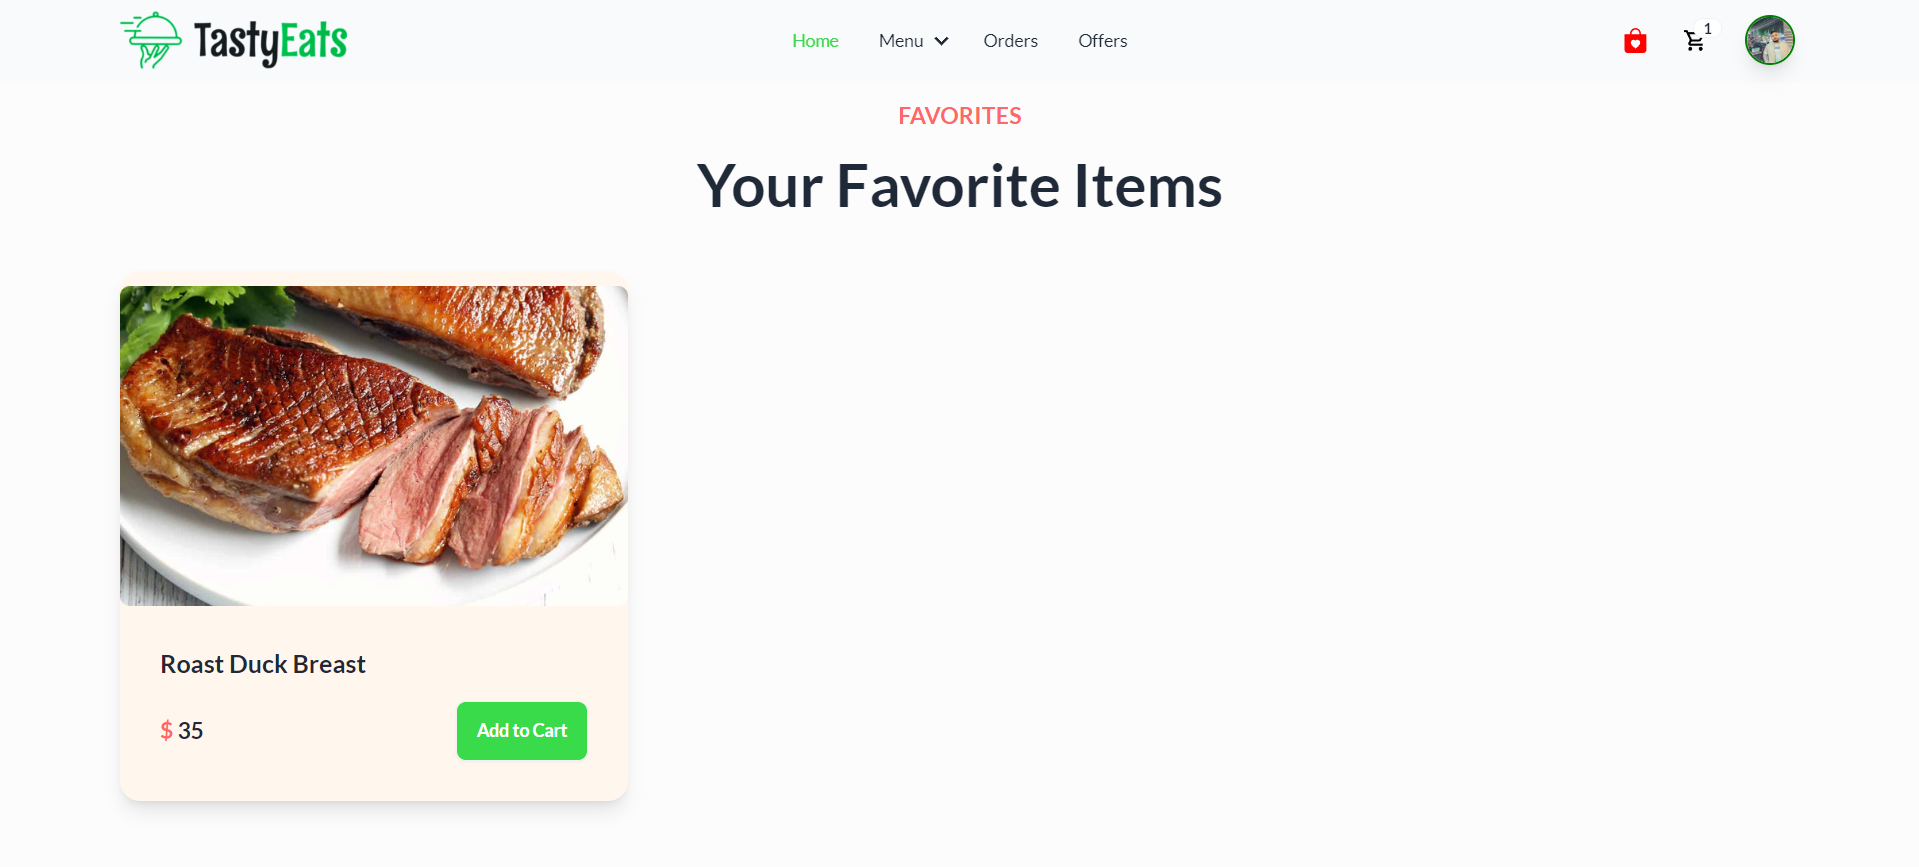 TastyEats
Home Menu Orders Offers
1
FAVORITES
Your Favorite Items
Roast Duck Breast
$ 35
Add to Cart